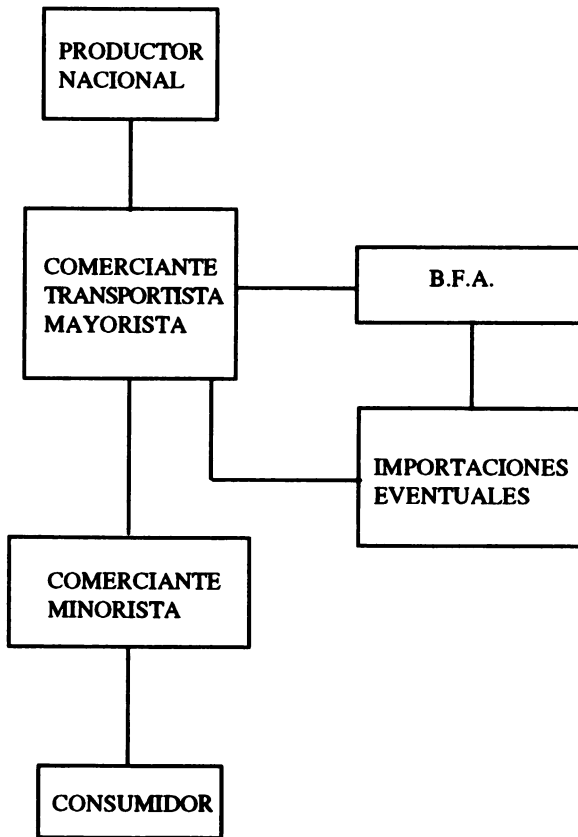 PRODUCTOR
NACIONAL
COMERCIANTE
TRANSPORTISTA
MAYORISTA
B.F.A.
IMPORTACIONES
EVENTUALES
COMERCIANTE
MINORISTA
CONSUMIDOR